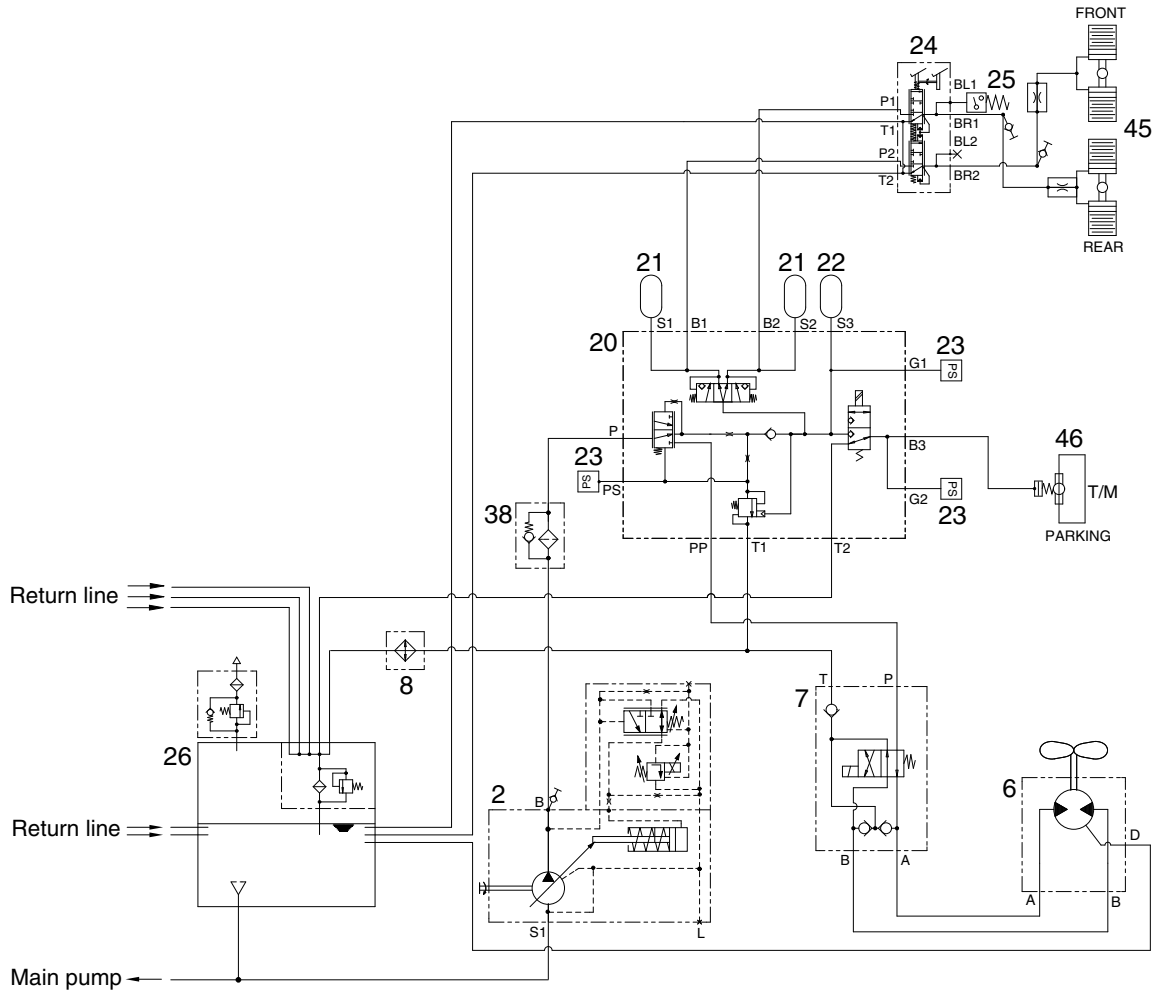 FRONT
24
25
BL1
P1
BR1
T1
BL2
45
P2
T2
BR2
REAR
21
21
22
S1
B1
B2
S2
S3
20
23
G1
PS
P
B3
46
23
PS
PS
T/M
G2
PS
23
38
PARKING
PP
T1
T2
Return line
8
T
P
7
26
2
B
6
Return line
D
B
A
A
B
S1
L
Main pump